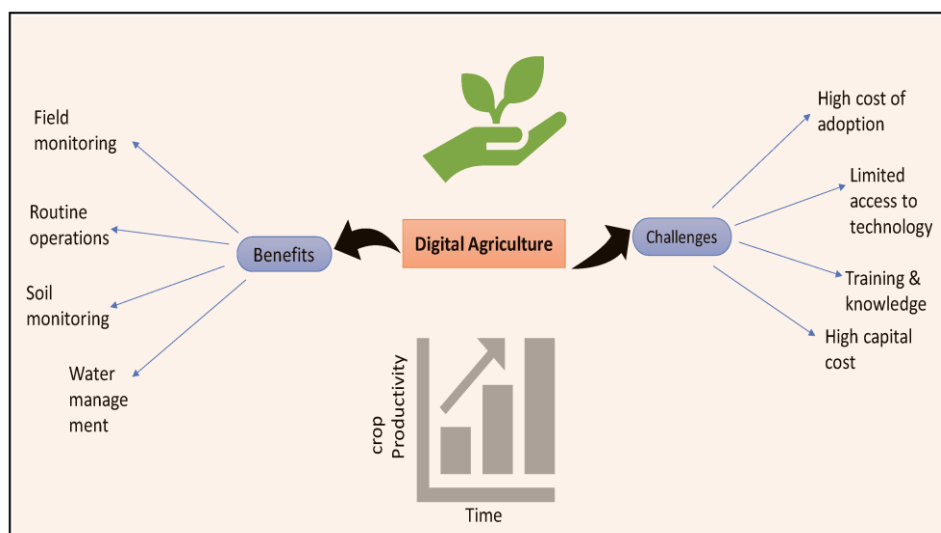 Field
monitoring
Routine
operations
Soil
monitoring
Water
manage
ment
Benefits
Digital Agriculture
Challenges
High cost of
adoption
Limited
access to
technology
Training &
knowledge
High capital
cost
crop
Productivity
Time